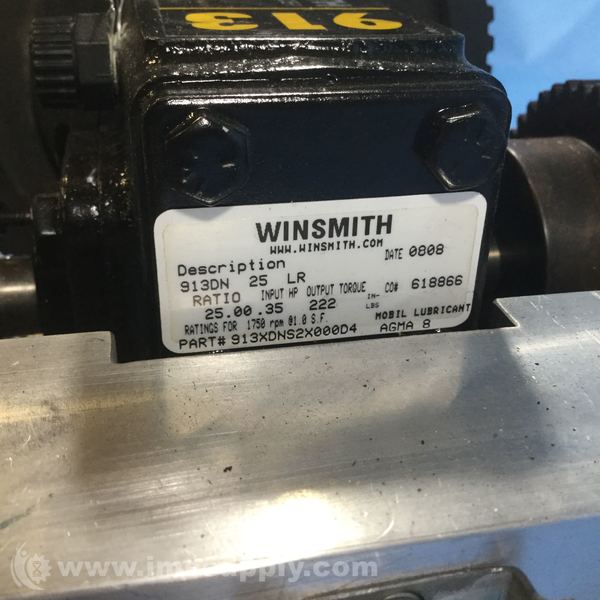 913
WINSMITH
WWW.WINSMITH.COM
Description DATE 0808
913DN 25 LR
RATIO INPUT HP OUTPUT TORQUE CO# 618866
25.00 .35 222 IN-LBS
RATINGS FOR 1750 rpm @1.0 S.F. MOBIL LUBRICANT
PART# 913XDNS2X000D4 AGMA 8
www.imssupply.com